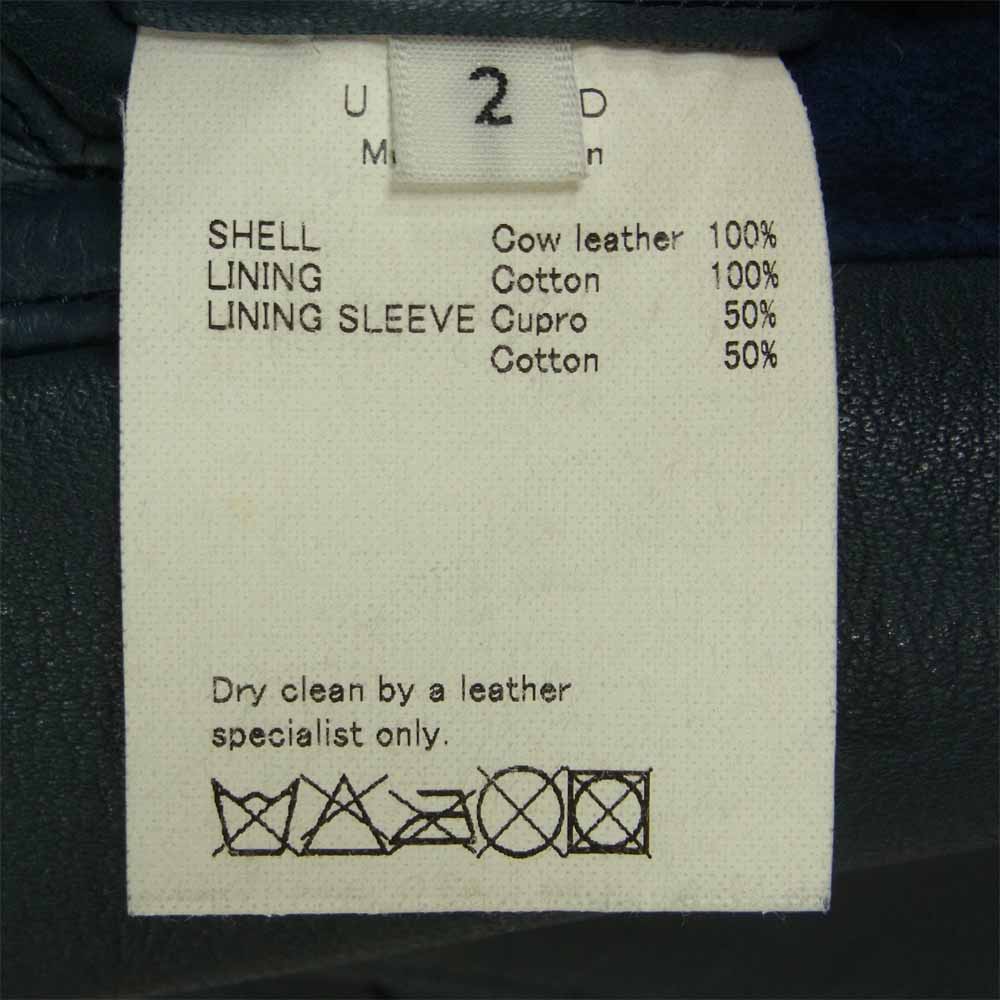 2
SHELL Cow leather 100%
LINING Cotton 100%
LINING SLEEVE Cupro 50%
Cotton 50%
Dry clean by a leather
specialist only.